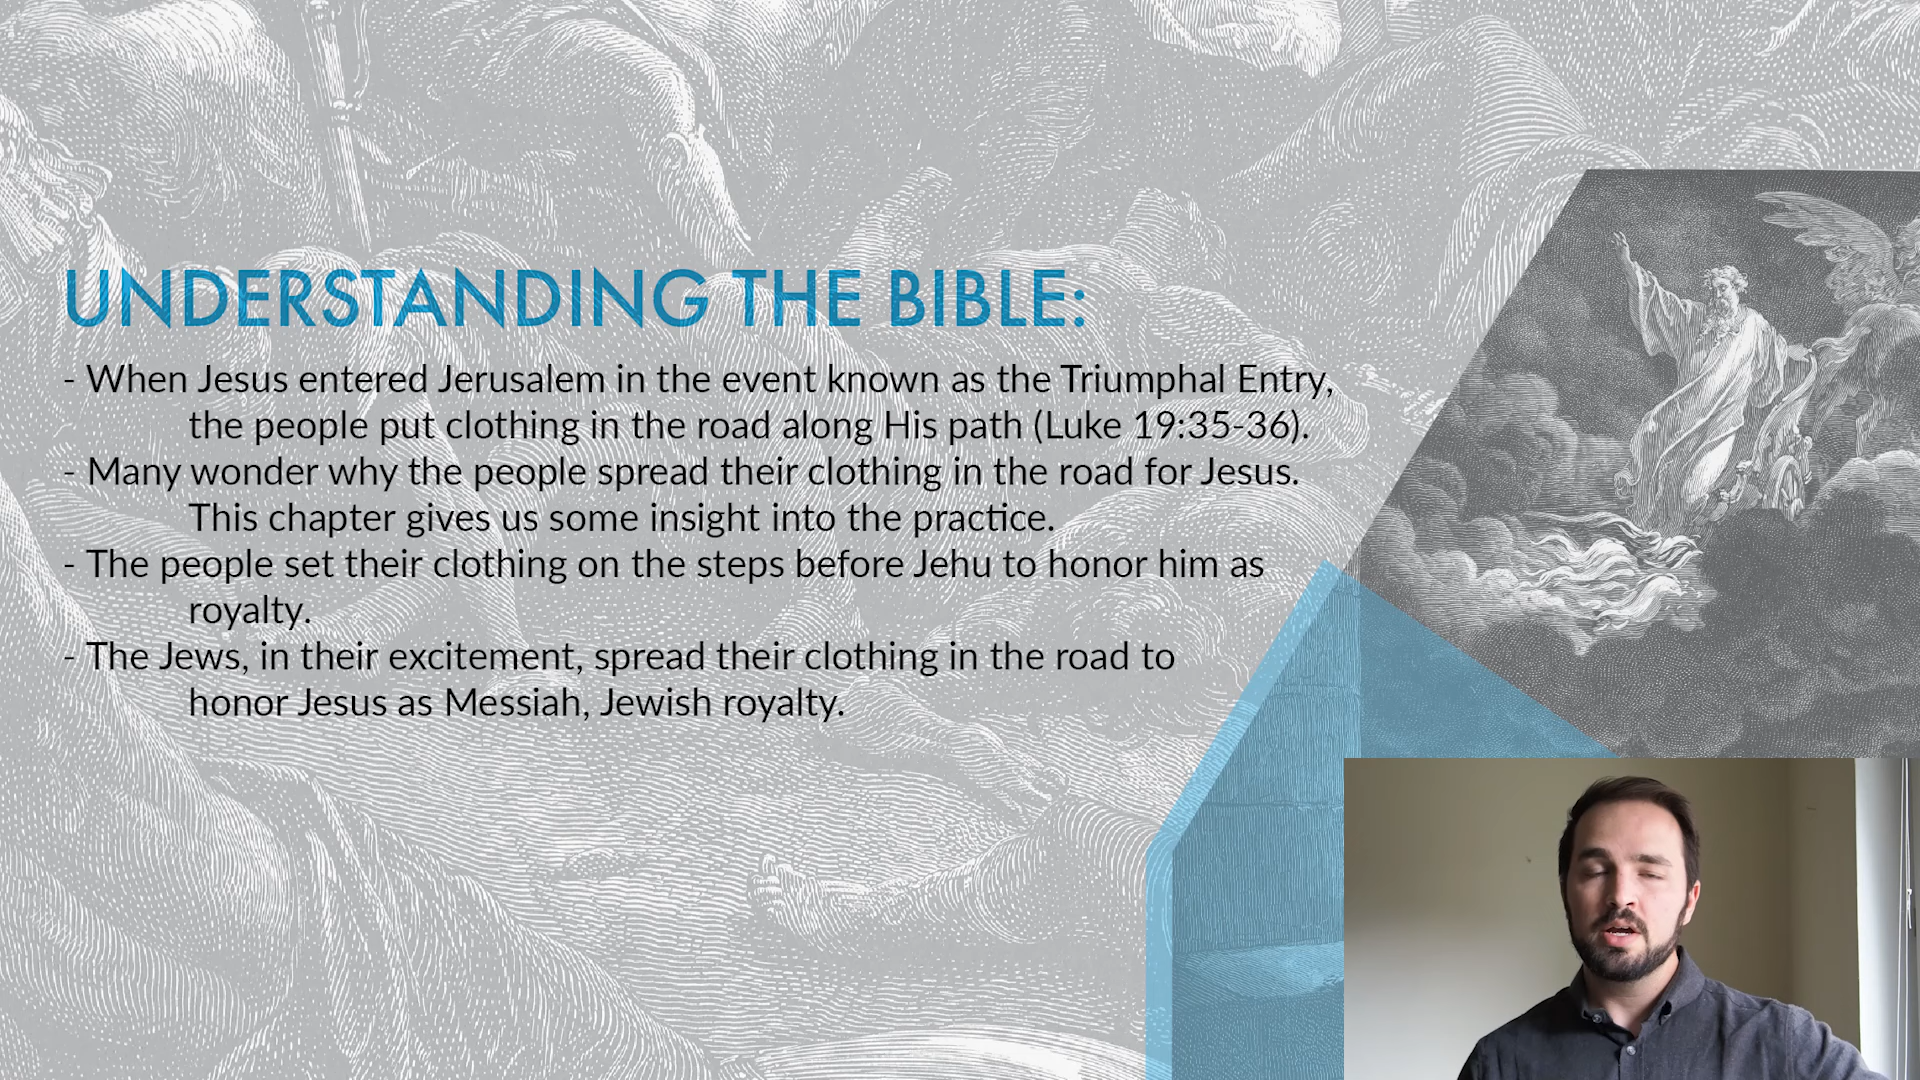 UNDERSTANDING THE BIBLE:
- When Jesus entered Jerusalem in the event known as the Triumphal Entry,
the people put clothing in the road along His path (Luke 19:35-36).
- Many wonder why the people spread their clothing in the road for Jesus.
This chapter gives us some insight into the practice.
- The people set their clothing on the steps before Jehu to honor him as
royalty.
- The Jews, in their excitement, spread their clothing in the road to
honor Jesus as Messiah, Jewish royalty.